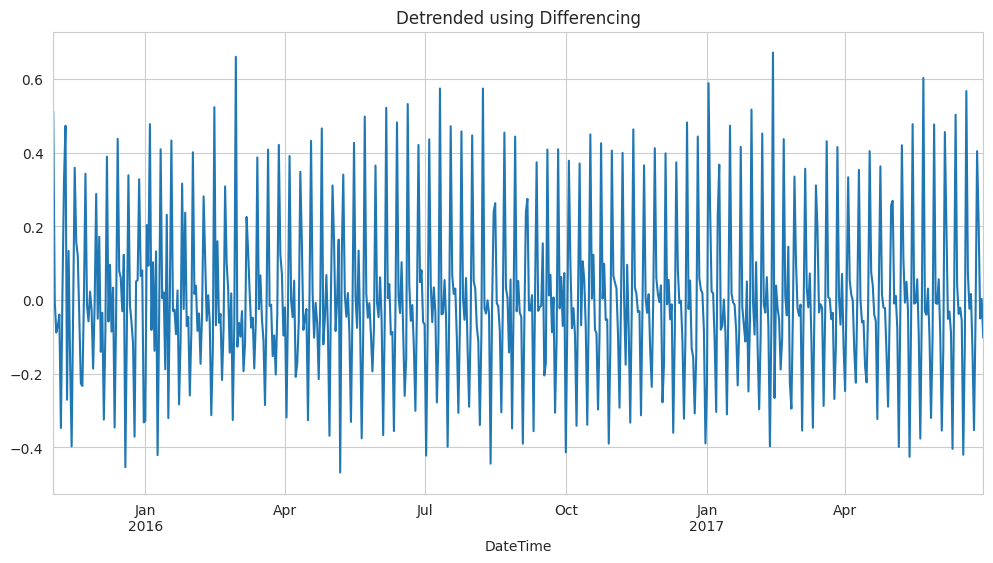 Detrended using Differencing
0.6
0.4
0.2
0.0
−0.2
−0.4
Jan Apr Jul Oct Jan Apr
2016 2017
DateTime